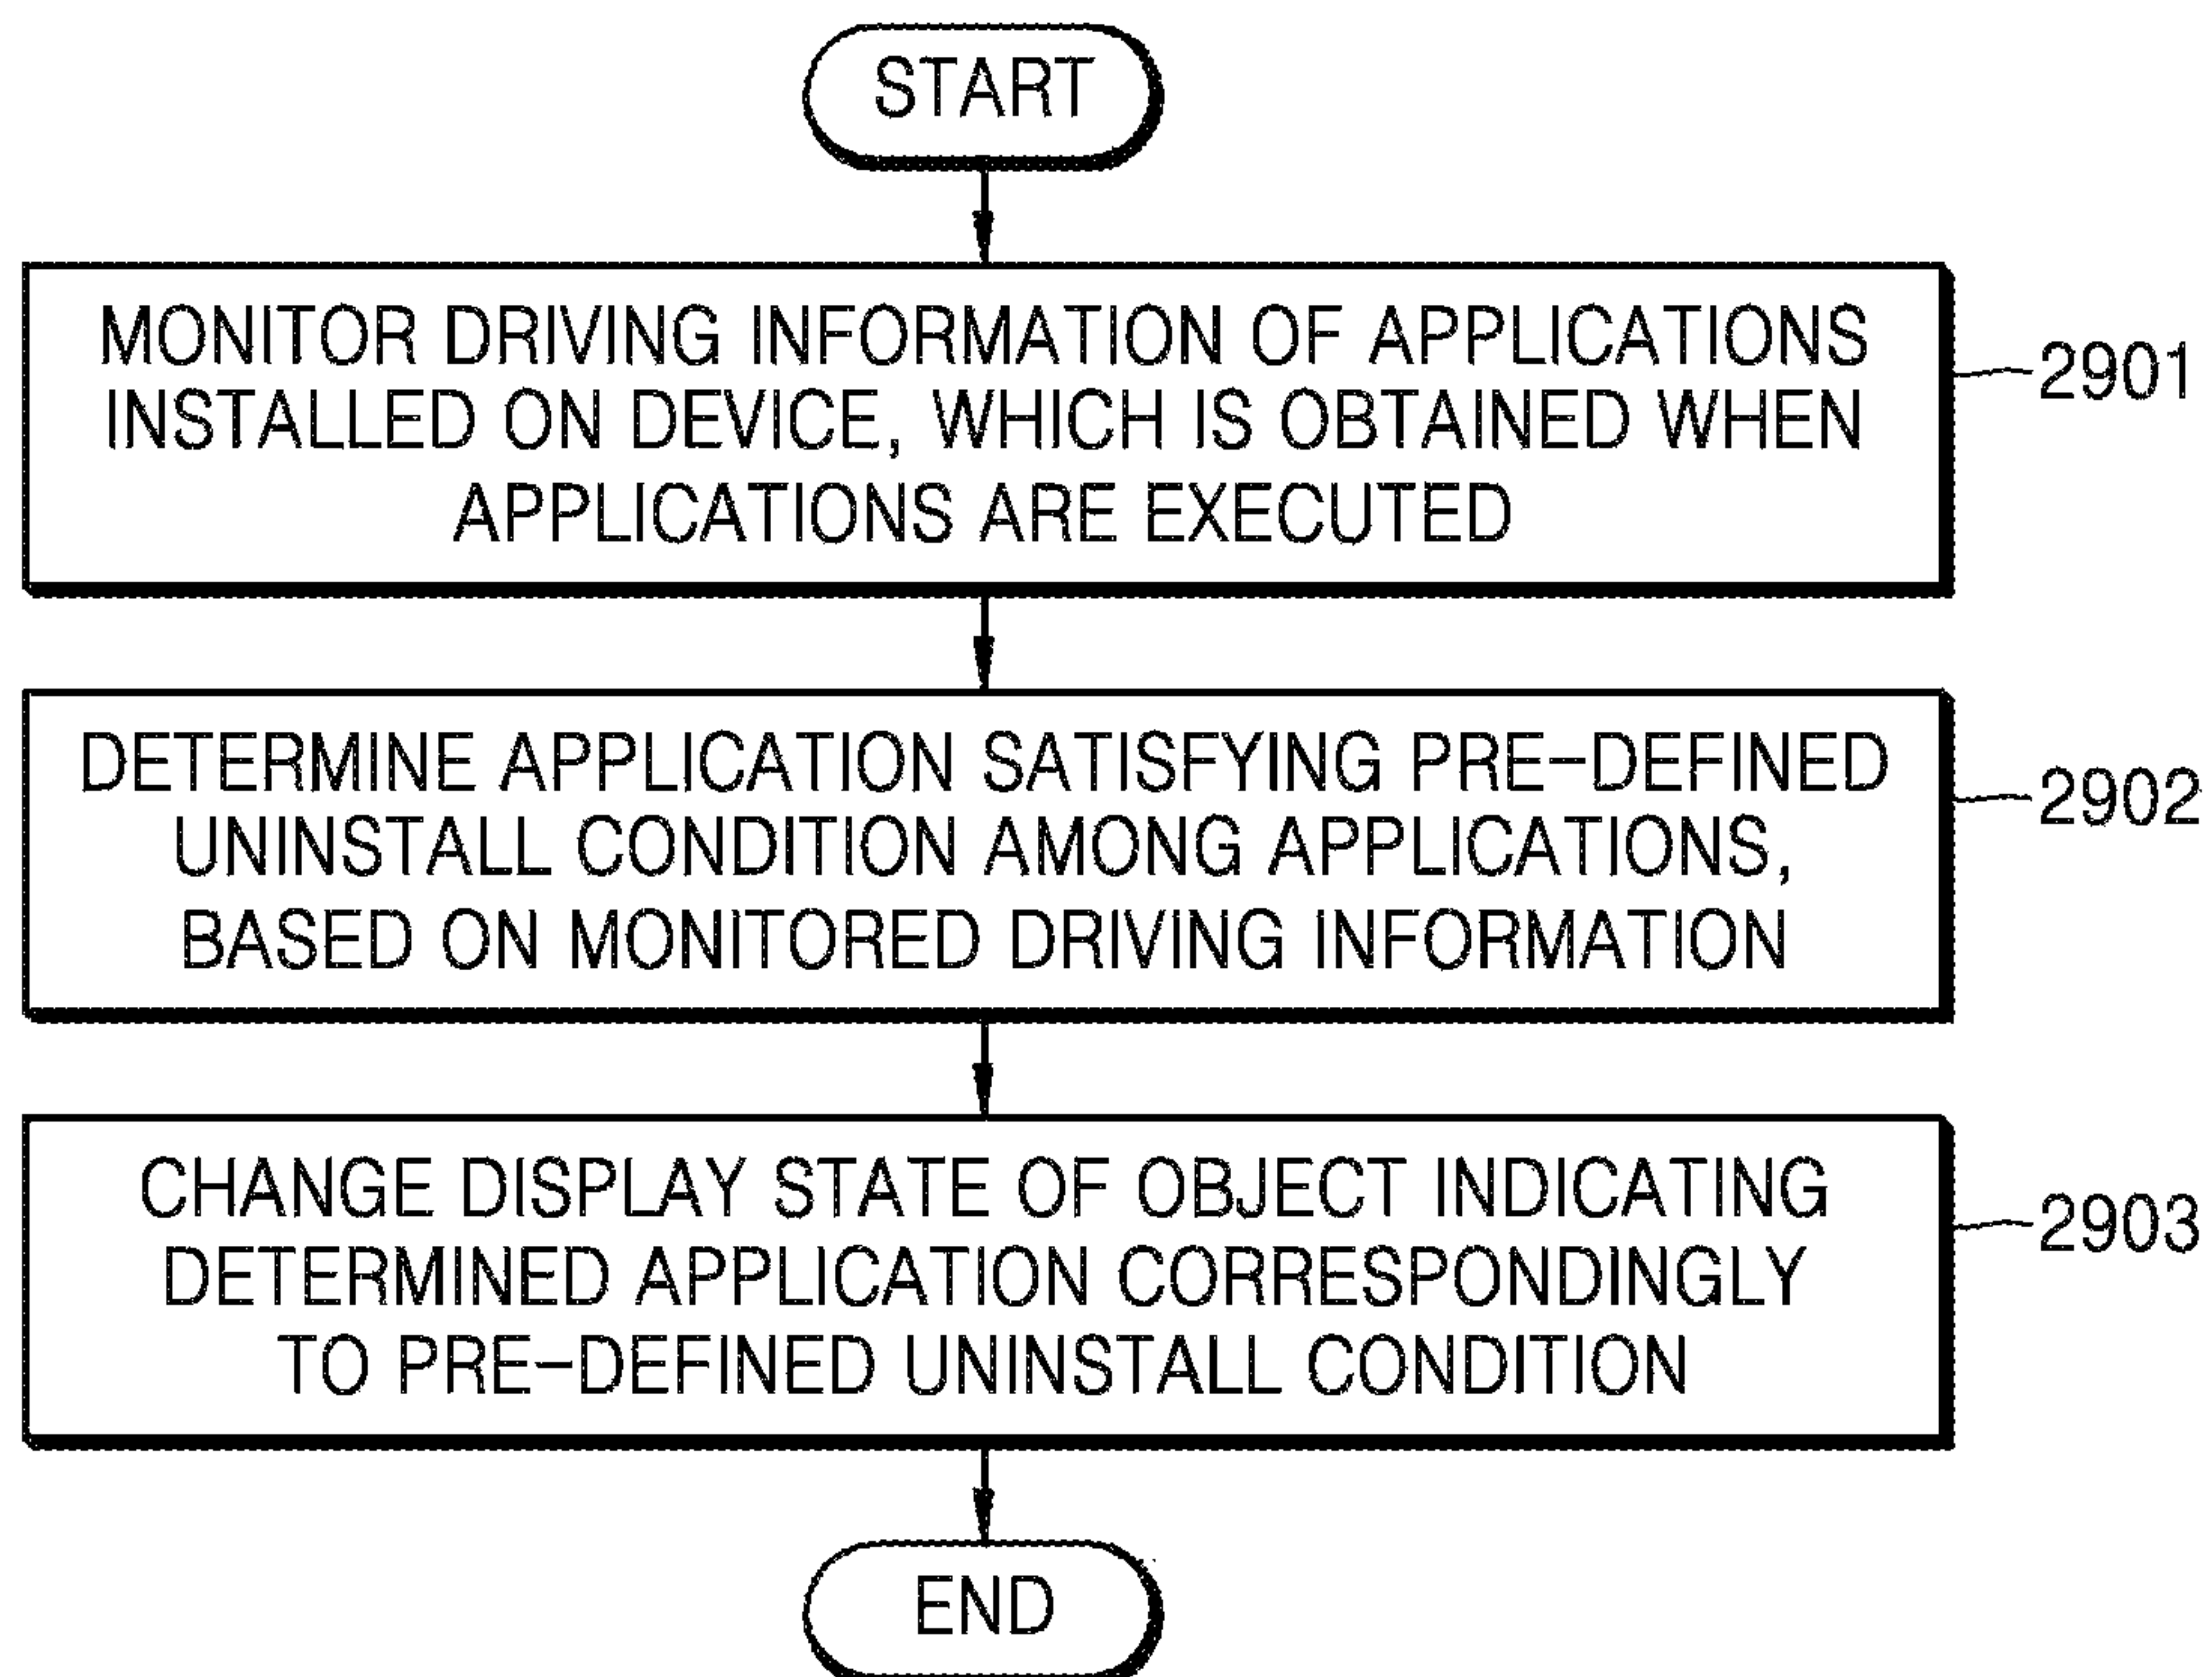 START
MONITOR DRIVING INFORMATION OF APPLICATIONS
INSTALLED ON DEVICE, WHICH IS OBTAINED WHEN
APPLICATIONS ARE EXECUTED
2901
DETERMINE APPLICATION SATISFYING PRE-DEFINED
UNINSTALL CONDITION AMONG APPLICATIONS,
BASED ON MONITORED DRIVING INFORMATION
2902
CHANGE DISPLAY STATE OF OBJECT INDICATING
DETERMINED APPLICATION CORRESPONDINGLY
TO PRE-DEFINED UNINSTALL CONDITION
2903
END